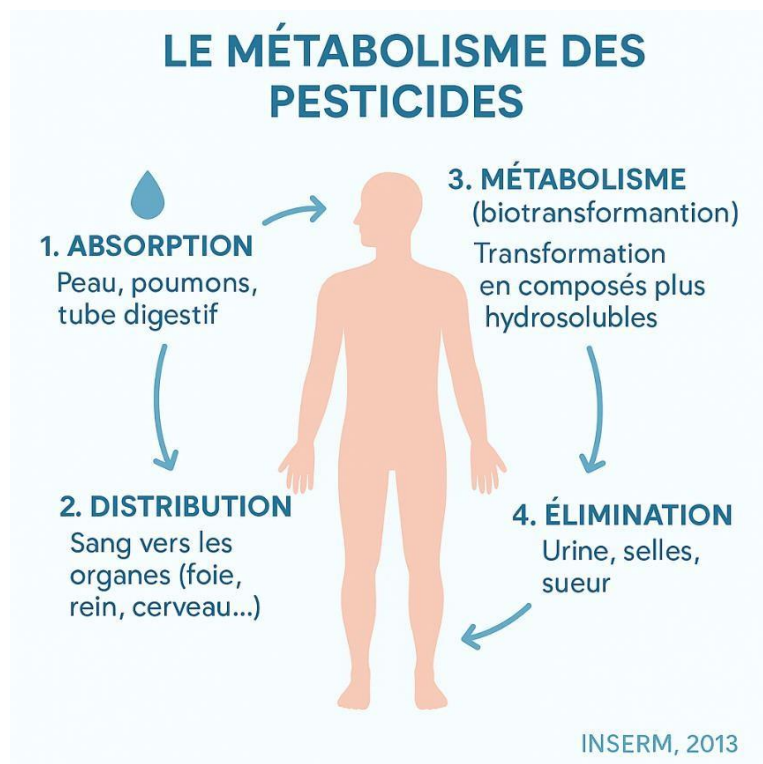 LE MÉTABOLISME DES
PESTICIDES
1. ABSORPTION
Peau, poumons,
tube digestif
2. DISTRIBUTION
Sang vers les
organes (foie,
rein, cerveau...)
3. MÉTABOLISME
(biotransformantion)
Transformation
en composés plus
hydrosolubles
4. ÉLIMINATION
Urine, selles,
sueur
INSERM, 2013